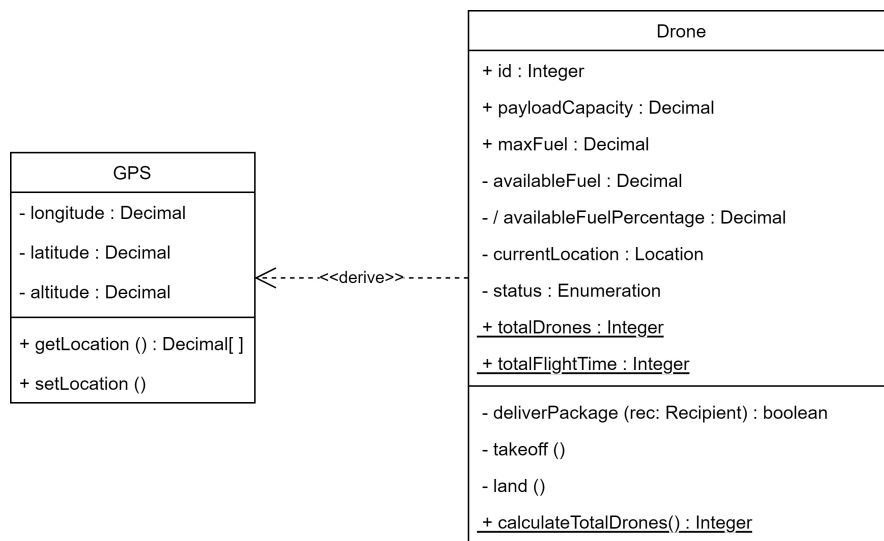 GPS
- longitude : Decimal
- latitude : Decimal
- altitude : Decimal
+ getLocation () : Decimal[ ]
+ setLocation ()
<<derive>>
Drone
+ id : Integer
+ payloadCapacity : Decimal
+ maxFuel : Decimal
- availableFuel : Decimal
- / availableFuelPercentage : Decimal
- currentLocation : Location
- status : Enumeration
+ totalDrones : Integer
+ totalFlightTime : Integer
- deliverPackage (rec: Recipient) : boolean
- takeoff ()
- land ()
+ calculateTotalDrones() : Integer